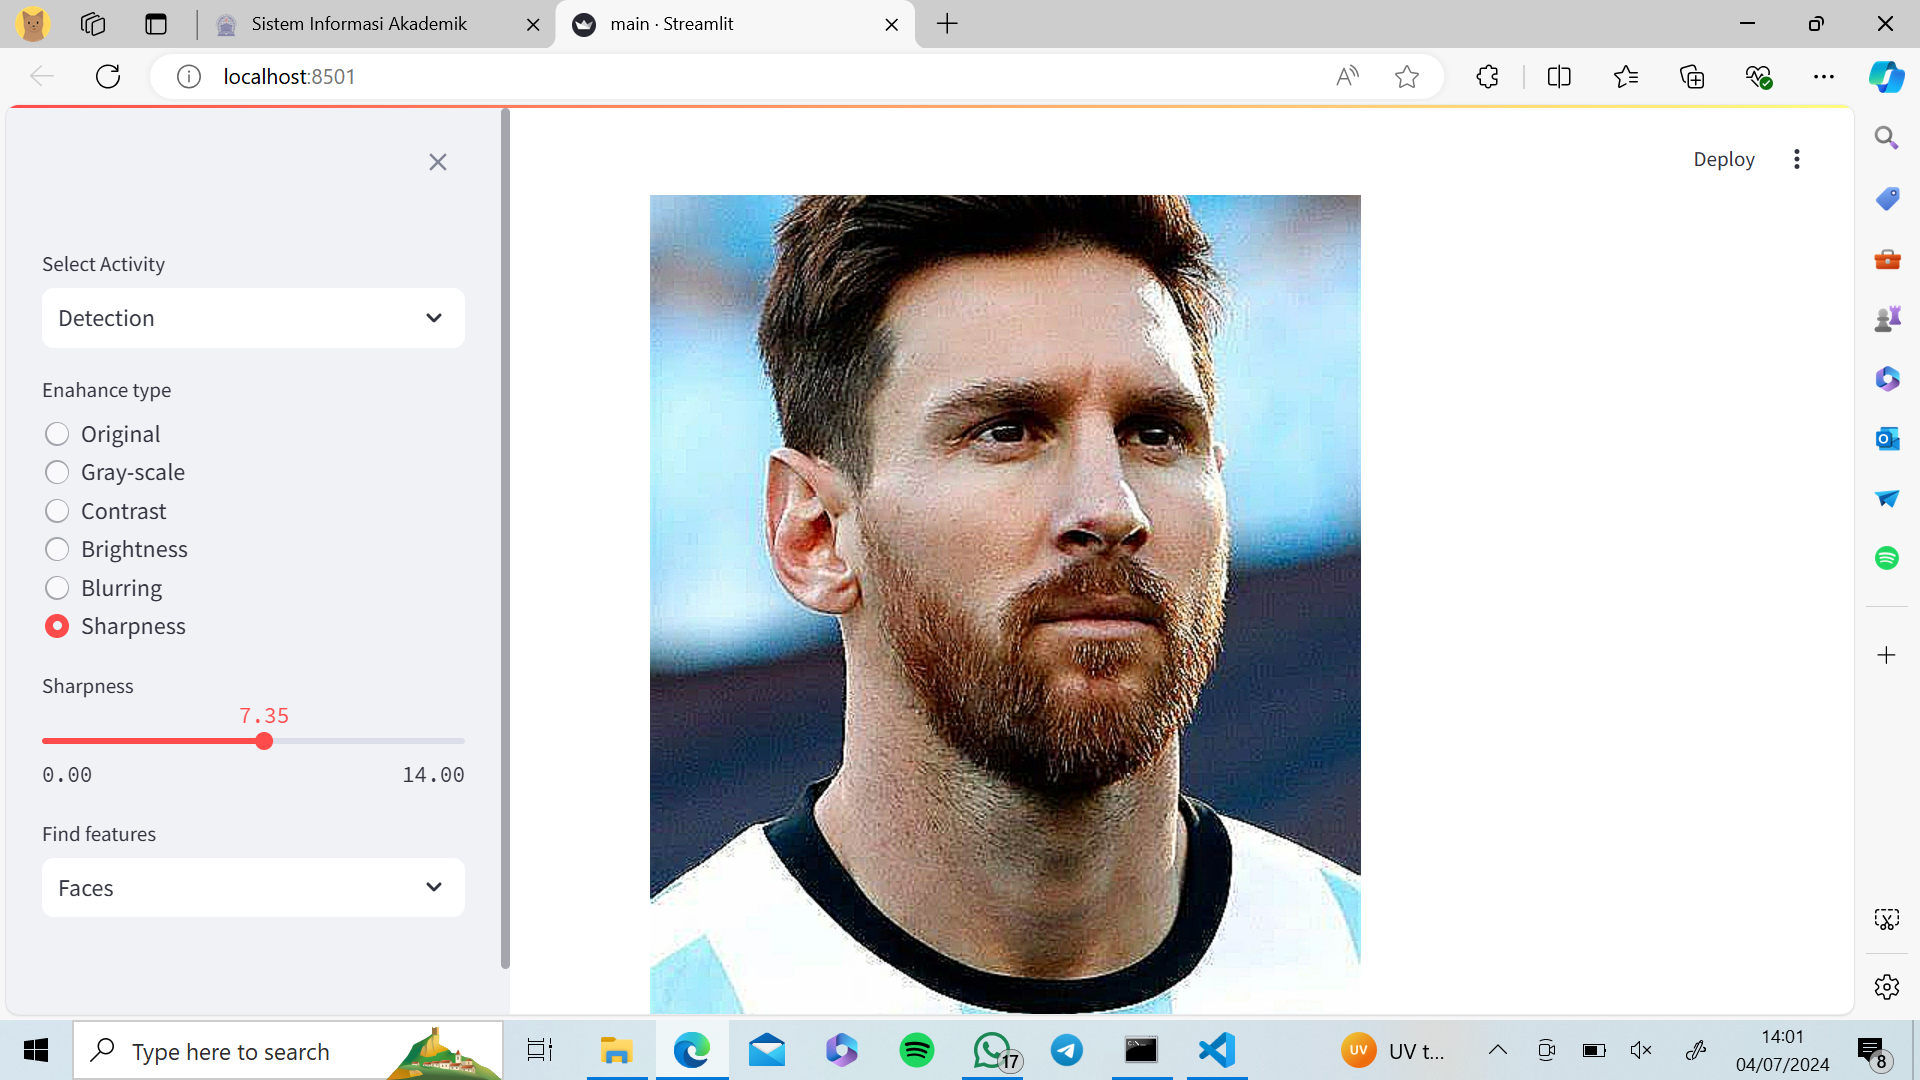 Sistem Informasi Akademik
main · Streamlit
localhost:8501
Deploy
Select Activity
Detection
Enahance type
Original
Gray-scale
Contrast
Brightness
Blurring
Sharpness
Sharpness
7.35
0.00 14.00
Find features
Faces
Type here to search
17
UV
UV t...
14:01
04/07/2024
8